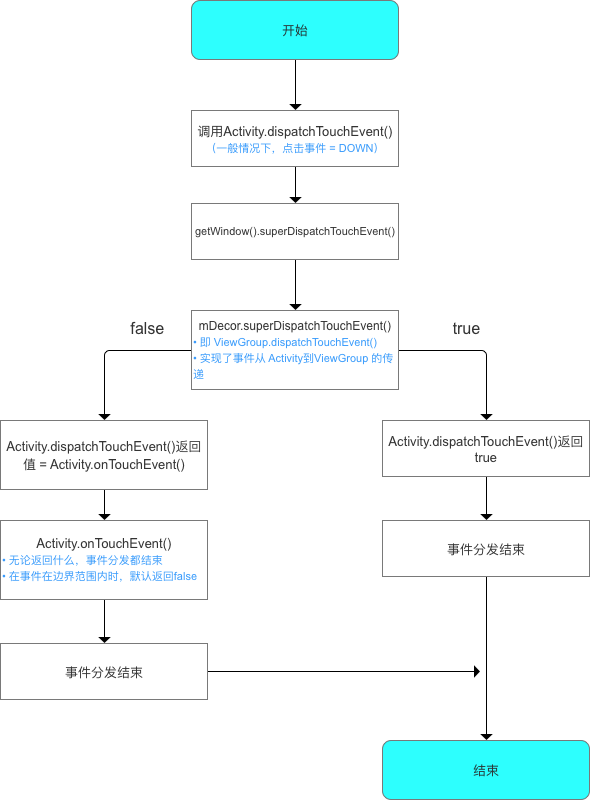 开始
调用Activity.dispatchTouchEvent()
（一般情况下，点击事件 = DOWN）
getWindow().superDispatchTouchEvent()
false
true
mDecor.superDispatchTouchEvent()
• 即 ViewGroup.dispatchTouchEvent()
• 实现了事件从 Activity到ViewGroup 的传
递
Activity.dispatchTouchEvent()返回
值 = Activity.onTouchEvent()
Activity.dispatchTouchEvent()返回
true
Activity.onTouchEvent()
• 无论返回什么，事件分发都结束
• 在事件在边界范围内时，默认返回false
事件分发结束
事件分发结束
结束